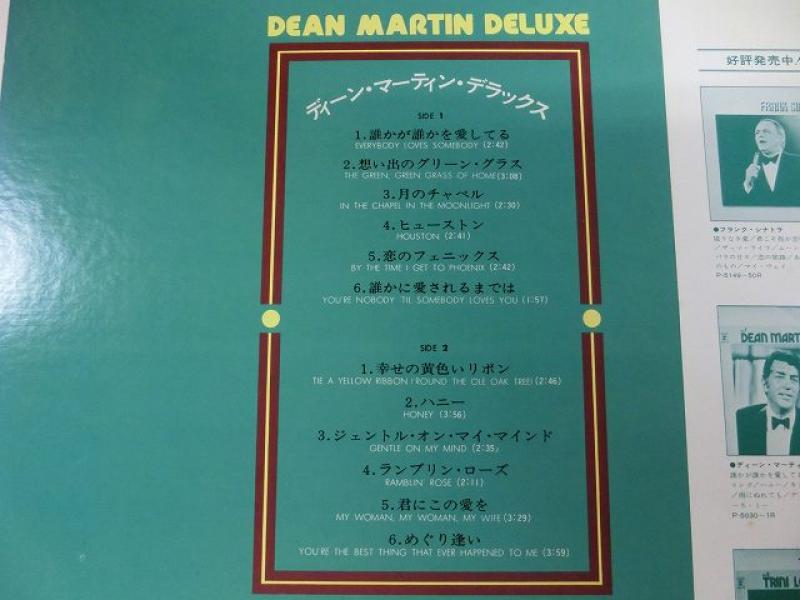 DEAN MARTIN DELUXE
ディーン・マーティン・デラックス
SIDE 1
1.誰かが誰かを愛してる
EVERYBODY LOVES SOMEBODY (2:42)
2.想い出のグリーン・グラス
THE GREEN, GREEN GRASS OF HOME(3:08)
3.月のチャペル
IN THE CHAPEL IN THE MOONLIGHT (2:30)
4.ヒューストン
HOUSTON (2:41)
5.恋のフェニックス
BY THE TIME I GET TO PHOENIX (2:42)
6.誰かに愛されるまでは
YOU'RE NOBODY 'TIL SOMEBODY LOVES YOU (1:57)
SIDE 2
1.幸せの黄色いリボン
TIE A YELLOW RIBBON (ROUND THE OLE OAK TREE) (2:46)
2.ハニー
HONEY (3:56)
3.ジェントル・オン・マイ・マインド
GENTLE ON MY MIND (2:35)
4.ランブリン・ローズ
RAMBLIN' ROSE (2:11)
5.君にこの愛を
MY WOMAN, MY WOMAN, MY WIFE (3:29)
6.めぐり逢い
YOU'RE THE BEST THING THAT EVER HAPPENED TO ME (3:59)
好評発売中
●フランク・シナトラ
のもの／マイ・ウェイ
P-5149~50R
DEAN MART
●ディーン・マーティ
P-5030~1R
TRINI L